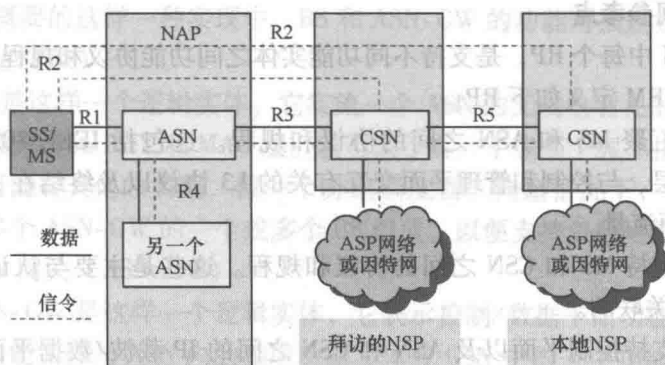 NAP
R2
R2
R1
SS/
MS
ASN
R3
CSN
R5
CSN
R4
另一个
ASN
ASP网络
或因特网
ASP网络
或因特网
数据
信令
拜访的NSP
本地NSP